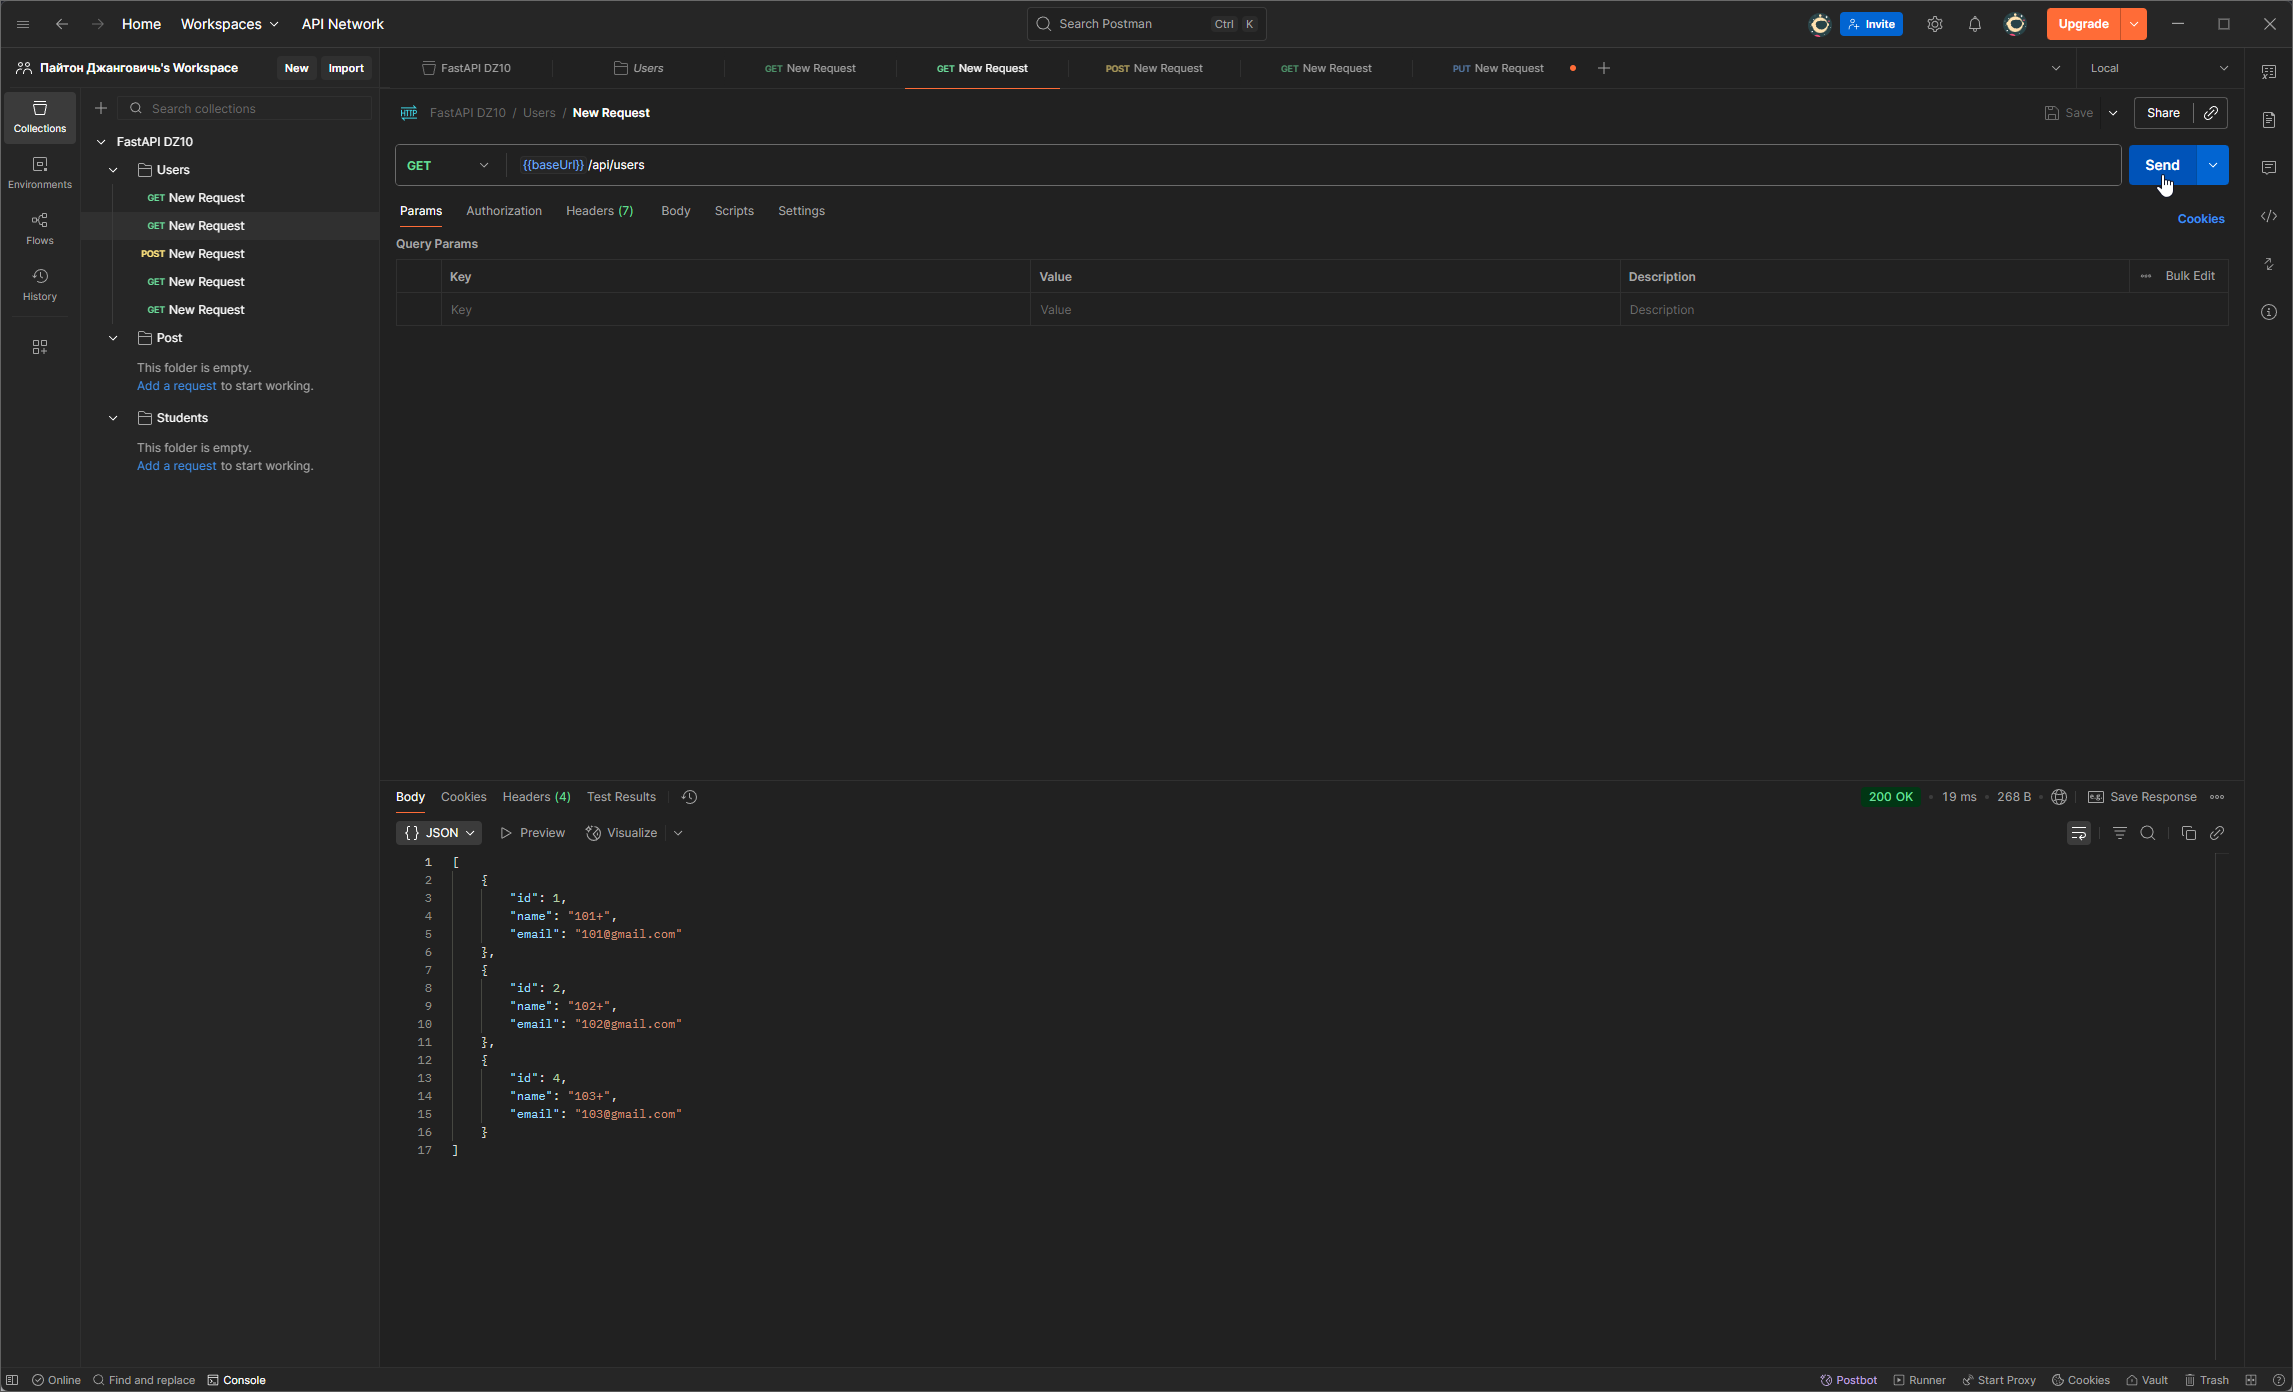 Home Workspaces API Network Search Postman Ctrl K Invite Upgrade
Пайтон Джангович's Workspace New Import FastAPI DZ10 Users GET New Request GET New Request POST New Request GET New Request PUT New Request Local
Collections
Environments
Flows
History
Search collections
FastAPI DZ10
Users
GET New Request
GET New Request
POST New Request
GET New Request
GET New Request
Post
This folder is empty.
Add a request to start working.
Students
This folder is empty.
Add a request to start working.
HTTP FastAPI DZ10 / Users / New Request Save Share
GET {{baseUrl}} /api/users Send
Params Authorization Headers (7) Body Scripts Settings Cookies
Query Params
Key Value Description Bulk Edit
Key Value Description
Body Cookies Headers (4) Test Results 200 OK 19 ms 268 B e.g. Save Response
{} JSON Preview Visualize
1 [
2 {
3 "id": 1,
4 "name": "101+",
5 "email": "101@gmail.com"
6 },
7 {
8 "id": 2,
9 "name": "102+",
10 "email": "102@gmail.com"
11 },
12 {
13 "id": 4,
14 "name": "103+",
15 "email": "103@gmail.com"
16 }
17 ]
Online Find and replace Console Postbot Runner Start Proxy Cookies Vault Trash